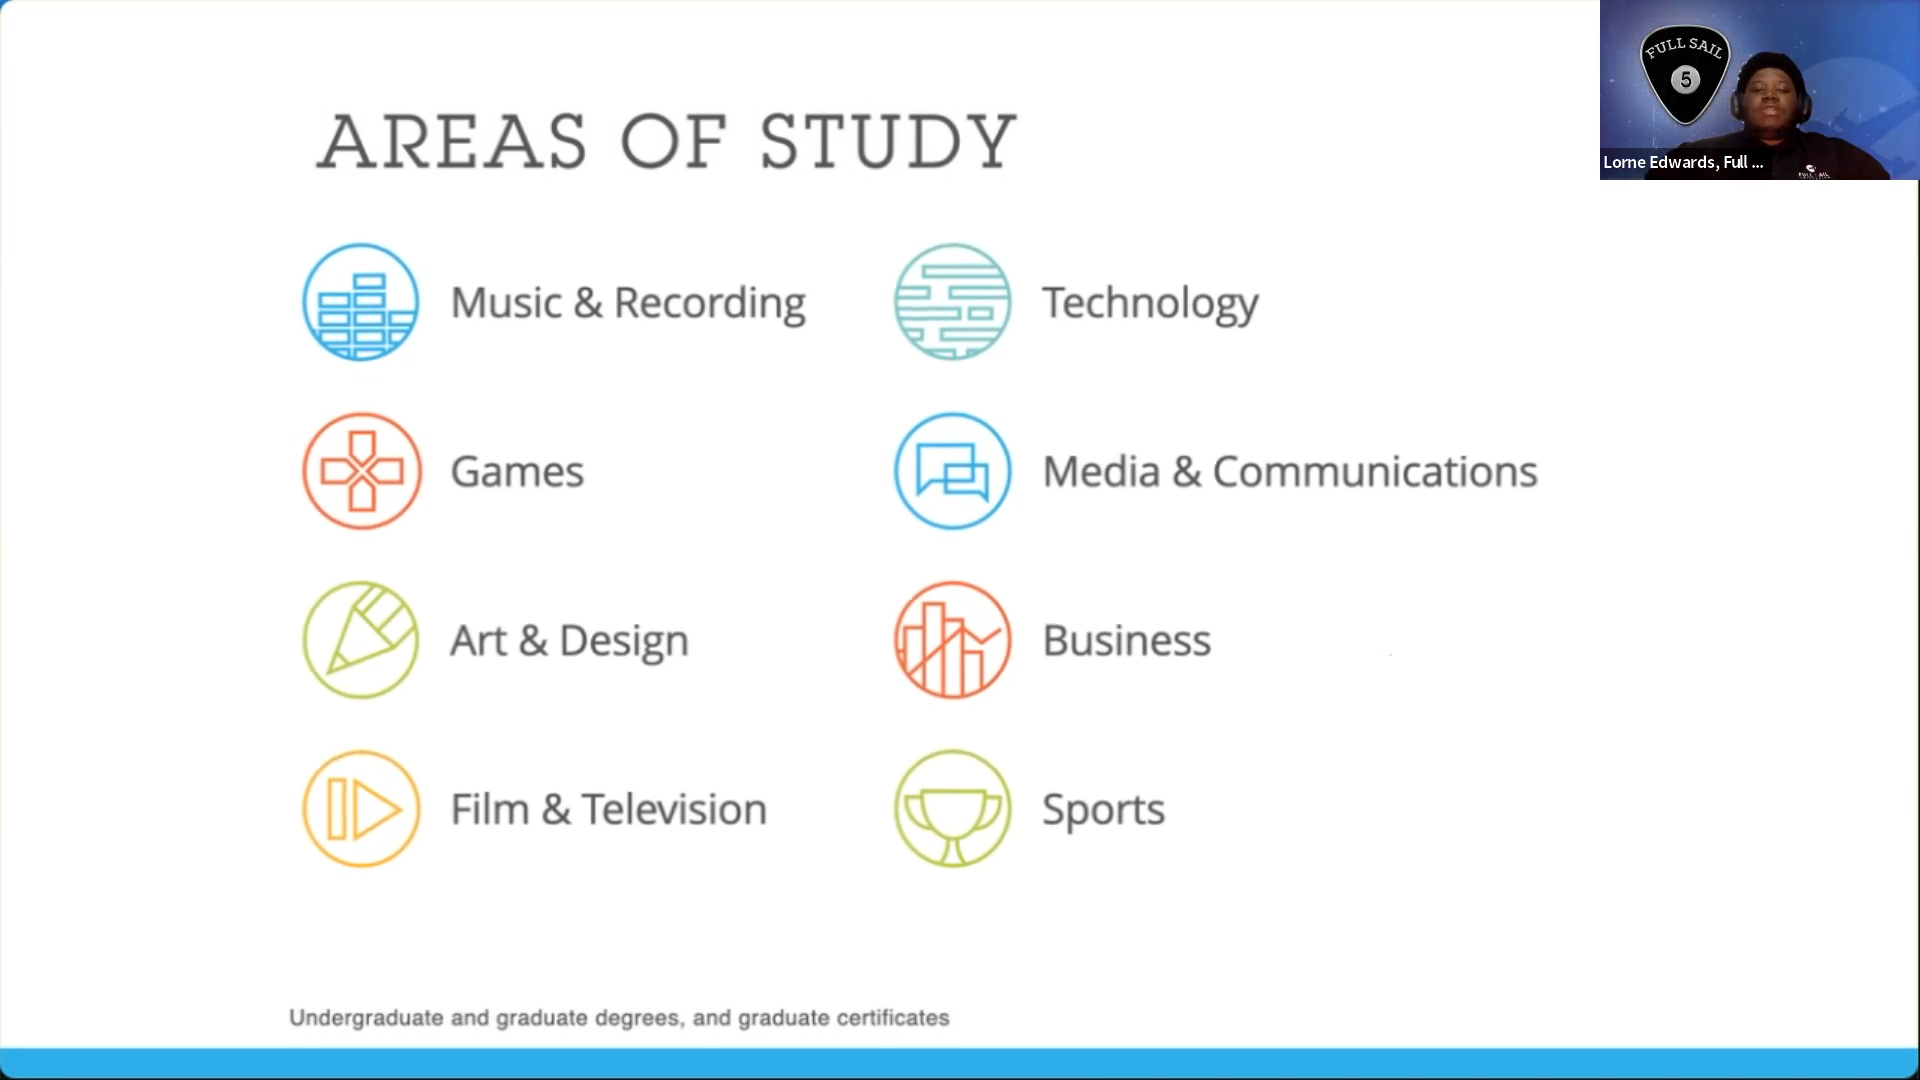 AREAS OF STUDY
Music & Recording
Technology
Games
Media & Communications
Art & Design
Business
Film & Television
Sports
Undergraduate and graduate degrees, and graduate certificates
FULL SAIL
5
Lorne Edwards, Full ...